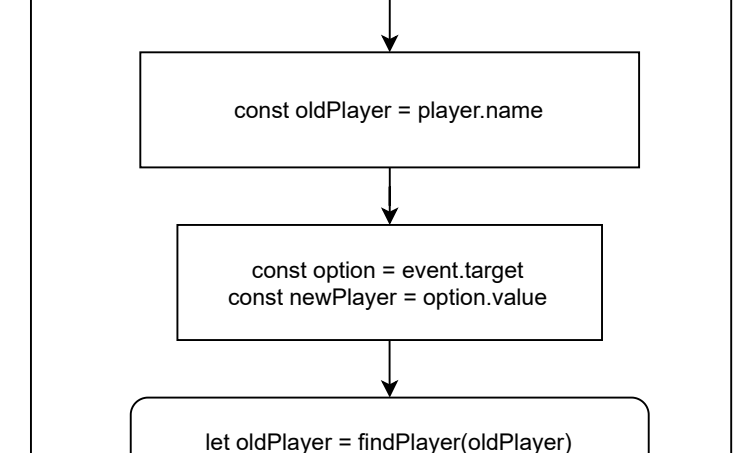 const oldPlayer = player.name
const option = event.target
const newPlayer = option.value
let oldPlayer = findPlayer(oldPlayer)